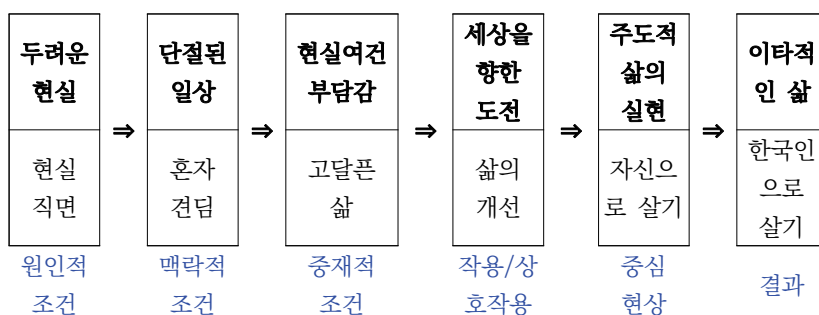 두려운
현실
단절된
일상
현실여건
부담감
세상을
향한
도전
주도적
삶의
실현
이타적
인 삶
⇒
⇒
⇒
⇒
⇒
현실
직면
혼자
견딤
고달픈
삶
삶의
개선
자신으
로 살기
한국인
으로
살기
원인적
조건
맥락적
조건
중재적
조건
작용/상
호작용
중심
현상
결과